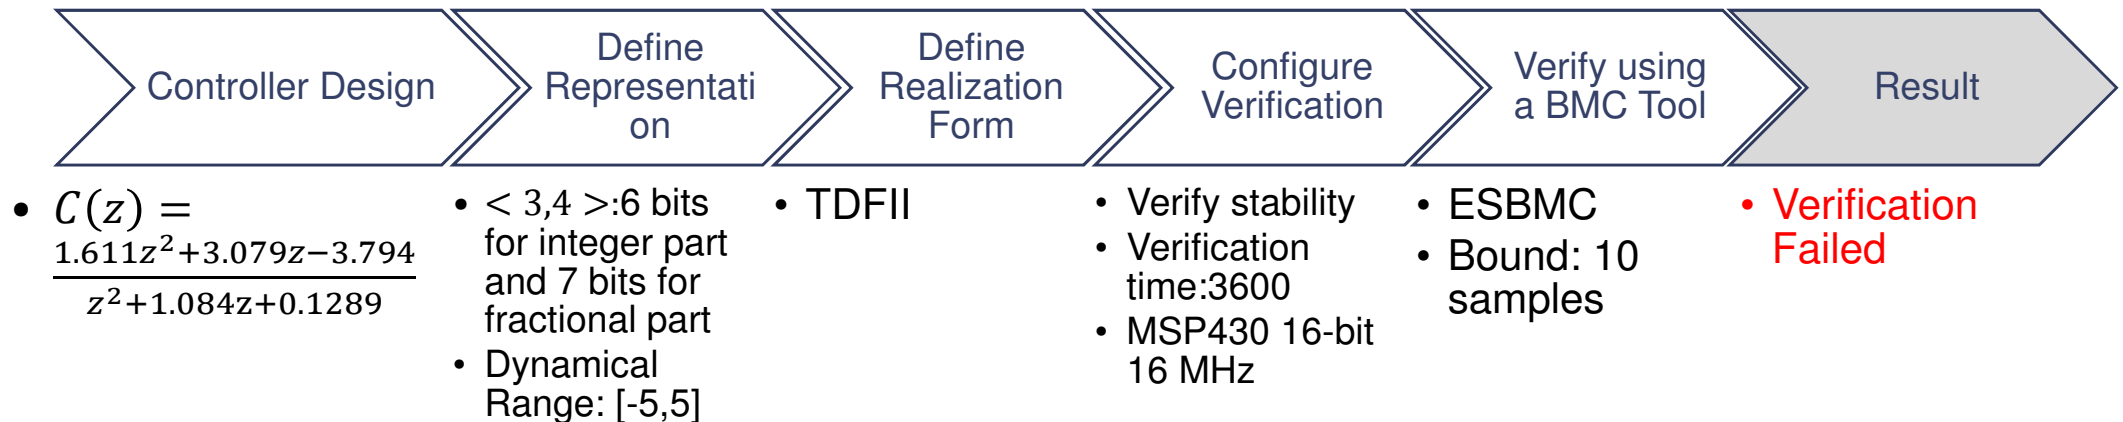 Controller Design
Define
Representati
on
Define
Realization
Form
Configure
Verification
Verify using
a BMC Tool
Result
• C(z) =
1.611z²+3.079z−3.794
z²+1.084z+0.1289
• < 3,4 >:6 bits
for integer part
and 7 bits for
fractional part
• Dynamical
Range: [-5,5]
• TDFII
• Verify stability
• Verification
time:3600
• MSP430 16-bit
16 MHz
• ESBMC
• Bound: 10
samples
• Verification
Failed